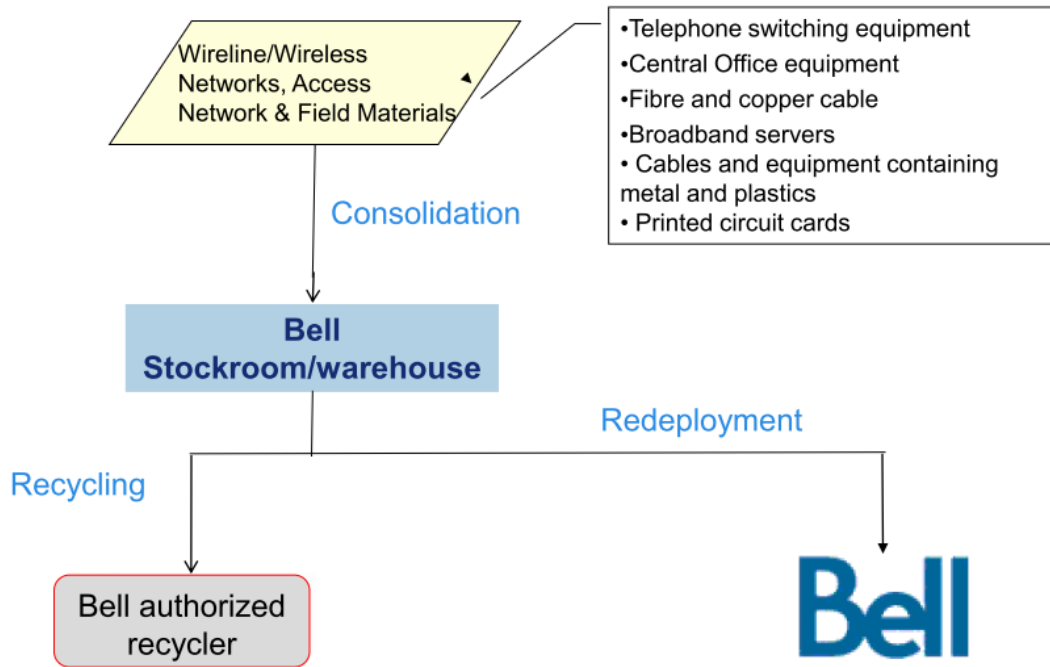 Wireline/Wireless
Networks, Access
Network & Field Materials
•Telephone switching equipment
•Central Office equipment
•Fibre and copper cable
•Broadband servers
• Cables and equipment containing
metal and plastics
• Printed circuit cards
Consolidation
Bell
Stockroom/warehouse
Redeployment
Recycling
Bell authorized
recycler
Bell